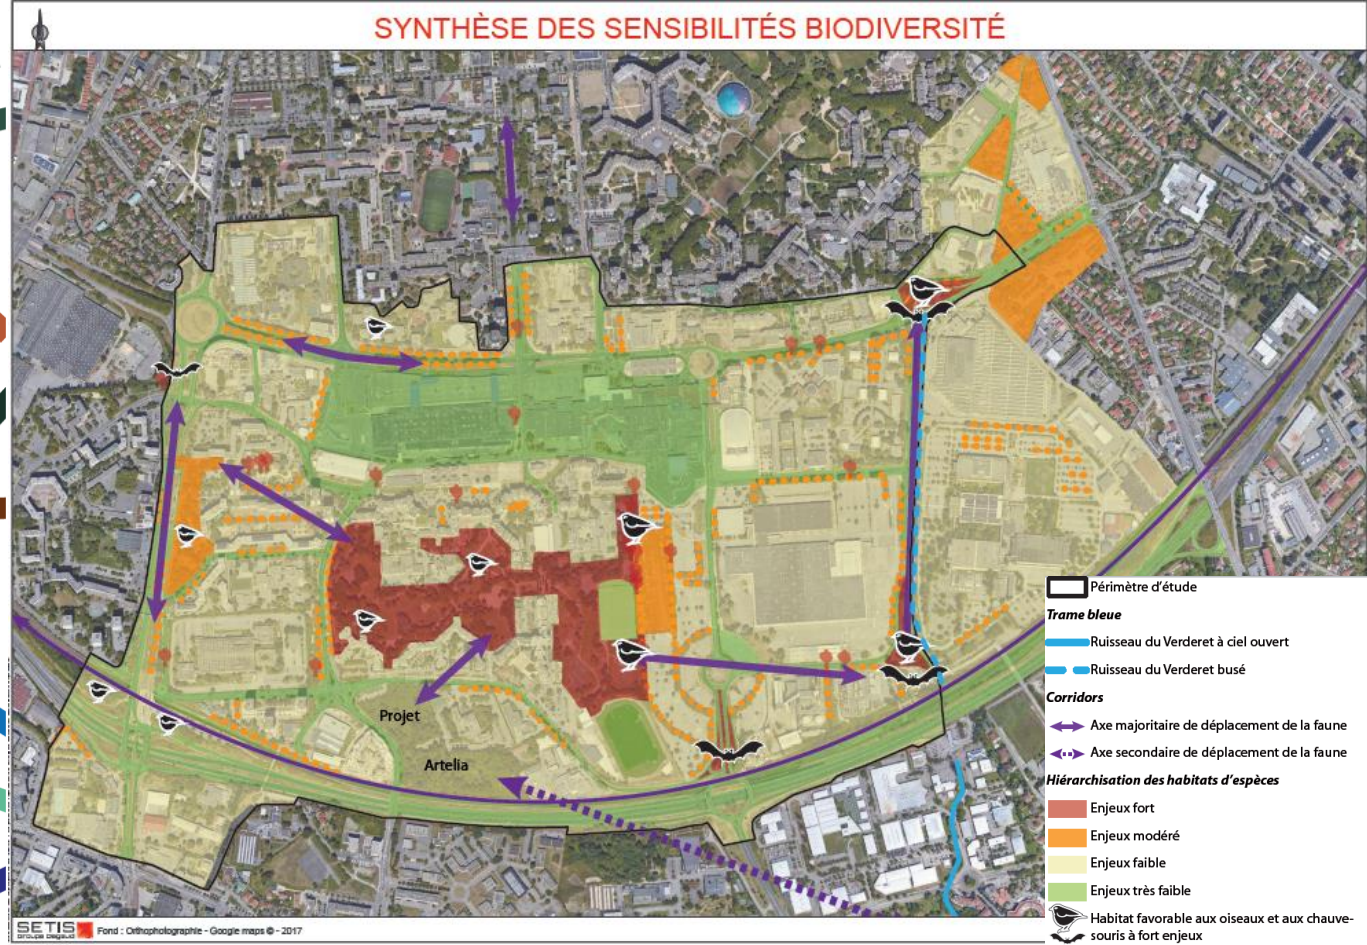 SYNTHÈSE DES SENSIBILITÉS BIODIVERSITÉ
Projet
Artelia
Périmètre d'étude
Trame bleue
Ruisseau du Verderet à ciel ouvert
Ruisseau du Verderet busé
Corridors
Axe majoritaire de déplacement de la faune
Axe secondaire de déplacement de la faune
Hiérarchisation des habitats d'espèces
Enjeux fort
Enjeux modéré
Enjeux faible
Enjeux très faible
Habitat favorable aux oiseaux et aux chauve-
souris à fort enjeux
SETIS
Groupe Degaud
Fond : Orthophotographie - Google maps © - 2017